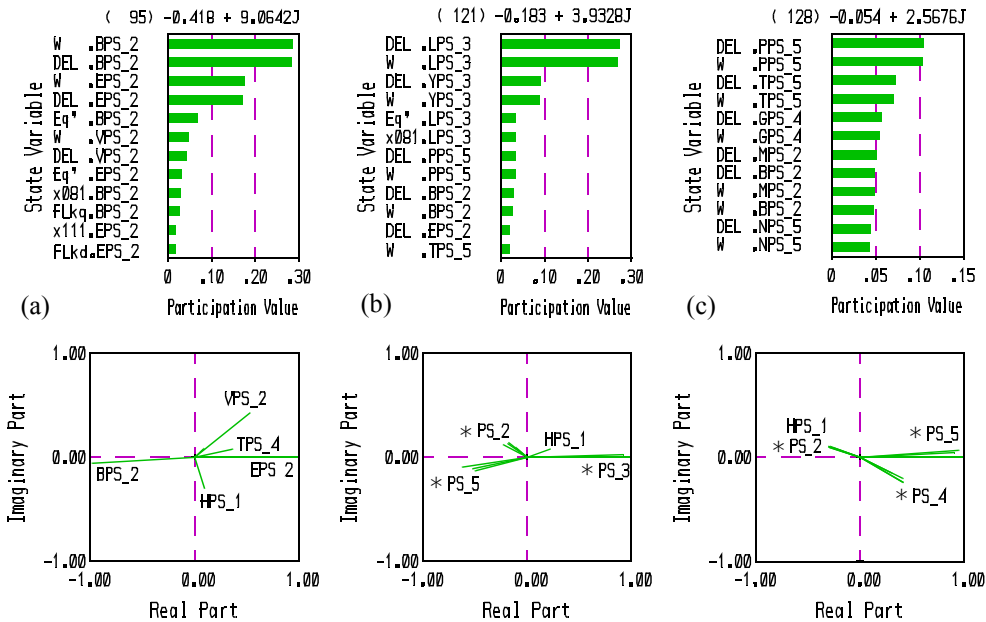 ( 95) -0.418 + 9.0642J
State Variable
W .BPS_2
DEL .BPS_2
W .EPS_2
DEL .EPS_2
Eq' .BPS_2
W .VPS_2
DEL .VPS_2
Eq' .EPS_2
x081.BPS_2
FLkq.BPS_2
x111.EPS_2
FLkd.EPS_2
0 .10 .20 .30
Participation Value
(a)
(121) -0.183 + 3.9328J
State Variable
DEL .LPS_3
W .LPS_3
DEL .YPS_3
W .YPS_3
Eq' .LPS_3
x081.LPS_3
DEL .PPS_5
W .PPS_5
DEL .BPS_2
W .BPS_2
DEL .EPS_2
W .TPS_5
0 .10 .20 .30
Participation Value
(b)
(128) -0.054 + 2.5676J
State Variable
DEL .PPS_5
W .PPS_5
DEL .TPS_5
W .TPS_5
DEL .GPS_4
W .GPS_4
DEL .MPS_2
DEL .BPS_2
W .MPS_2
W .BPS_2
DEL .NPS_5
W .NPS_5
0 .05 .10 .15
Participation Value
(c)
Imaginary Part
1.00
0.00
-1.00
VPS_2
TPS_4
BPS_2
EPS 2
HPS_1
-1.00 0.00 1.00
Real Part
Imaginary Part
1.00
0.00
-1.00
* PS_2
HPS_1
* PS_3
* PS_5
-1.00 0.00 1.00
Real Part
Imaginary Part
1.00
0.00
-1.00
HPS_1
* PS_2
* PS_5
* PS_4
-1.00 0.00 1.00
Real Part